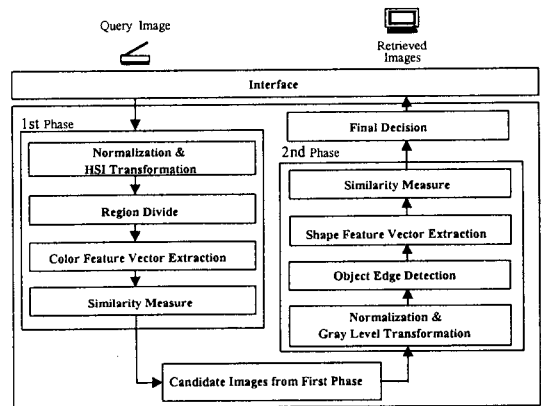 Query Image
Retrieved
Images
Interface
1st Phase
Normalization &
HSI Transformation
Region Divide
Color Feature Vector Extraction
Similarity Measure
Candidate Images from First Phase
Final Decision
2nd Phase
Similarity Measure
Shape Feature Vector Extraction
Object Edge Detection
Normalization &
Gray Level Transformation